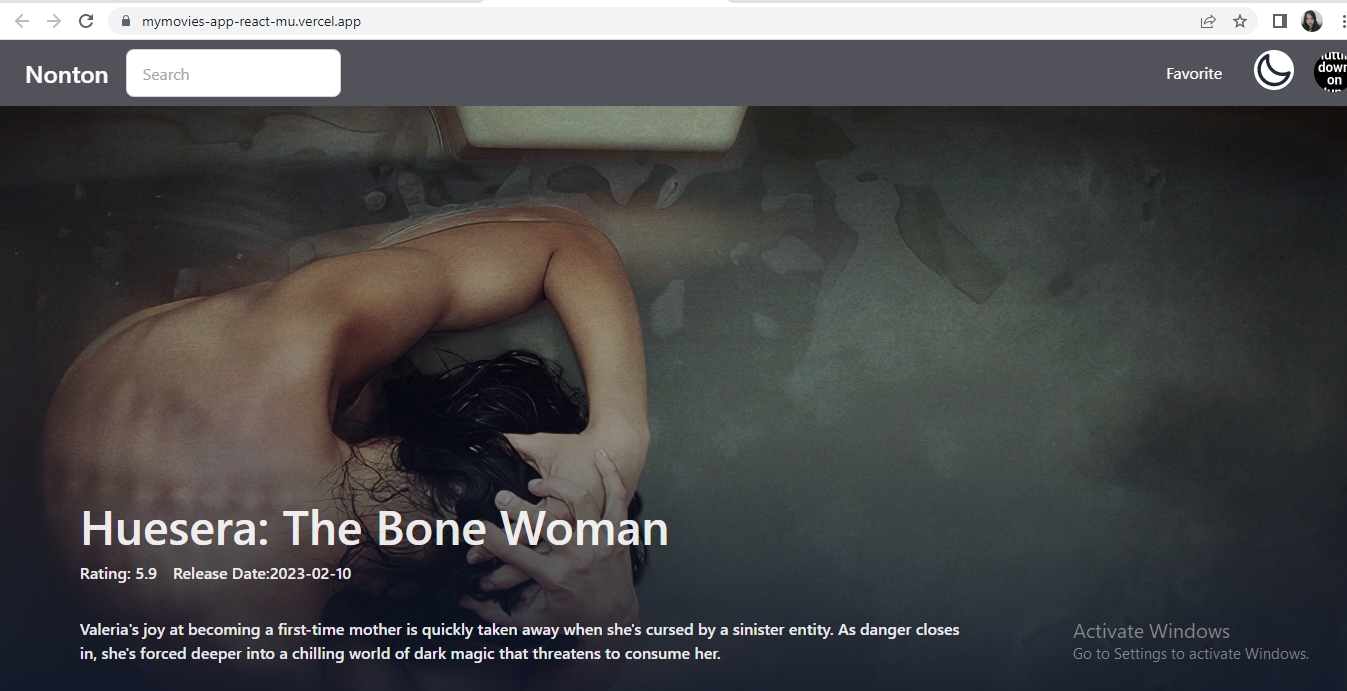 mymovies-app-react-mu.vercel.app
Nonton
Search
Favorite
down
on
Huesera: The Bone Woman
Rating: 5.9 Release Date:2023-02-10
Valeria's joy at becoming a first-time mother is quickly taken away when she's cursed by a sinister entity. As danger closes
in, she's forced deeper into a chilling world of dark magic that threatens to consume her.
Activate Windows
Go to Settings to activate Windows.